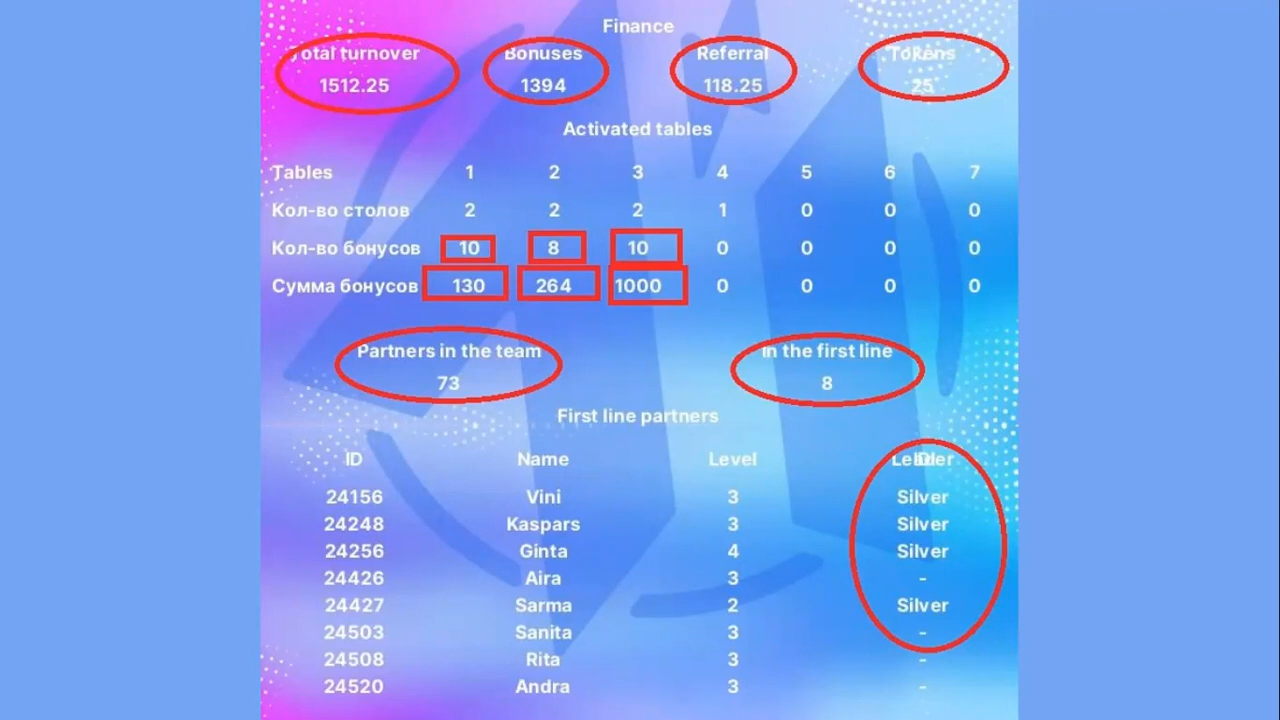 Finance
Total turnover Bonuses Referral Tokens
1512.25 1394 118.25 25
Activated tables
Tables 1 2 3 4 5 6 7
Кол-во столов 2 2 2 1 0 0 0
Кол-во бонусов 10 8 10 0 0 0 0
Сумма бонусов 130 264 1000 0 0 0 0
Partners in the team In the first line
73 8
First line partners
ID Name Level
24156 Vini 3 Silver
24248 Kaspars 3 Silver
24256 Ginta 4 Silver
24426 Aira 3 -
24427 Sarma 2 Silver
24503 Sanita 3 -
24508 Rita 3 -
24520 Andra 3 -